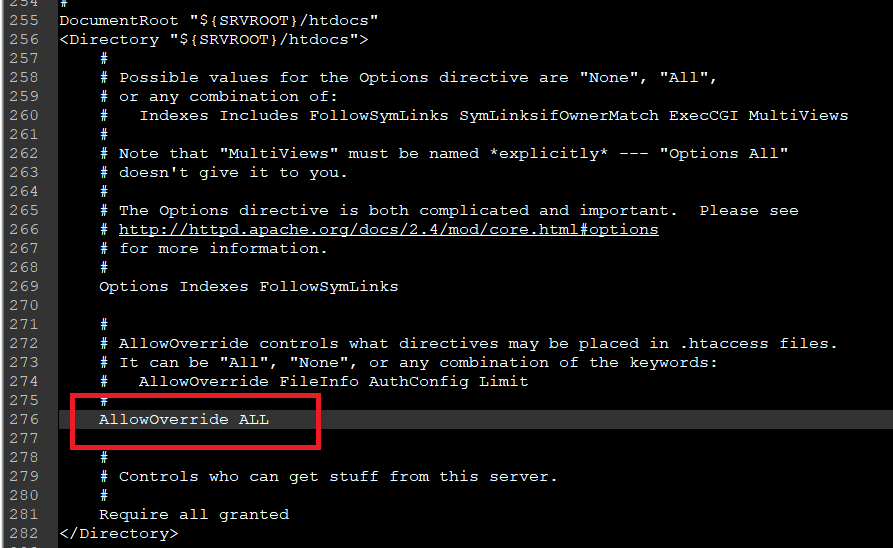 254 #
255 DocumentRoot "${SRVROOT}/htdocs"
256 <Directory "${SRVROOT}/htdocs">
257     #
258     # Possible values for the Options directive are "None", "All",
259     # or any combination of:
260     #   Indexes Includes FollowSymLinks SymLinksifOwnerMatch ExecCGI MultiViews
261     #
262     # Note that "MultiViews" must be named *explicitly* --- "Options All"
263     # doesn't give it to you.
264     #
265     # The Options directive is both complicated and important.  Please see
266     # http://httpd.apache.org/docs/2.4/mod/core.html#options
267     # for more information.
268     #
269     Options Indexes FollowSymLinks
270
271     #
272     # AllowOverride controls what directives may be placed in .htaccess files.
273     # It can be "All", "None", or any combination of the keywords:
274     #   AllowOverride FileInfo AuthConfig Limit
275     #
276     AllowOverride ALL
277
278     #
279     # Controls who can get stuff from this server.
280     #
281     Require all granted
282 </Directory>